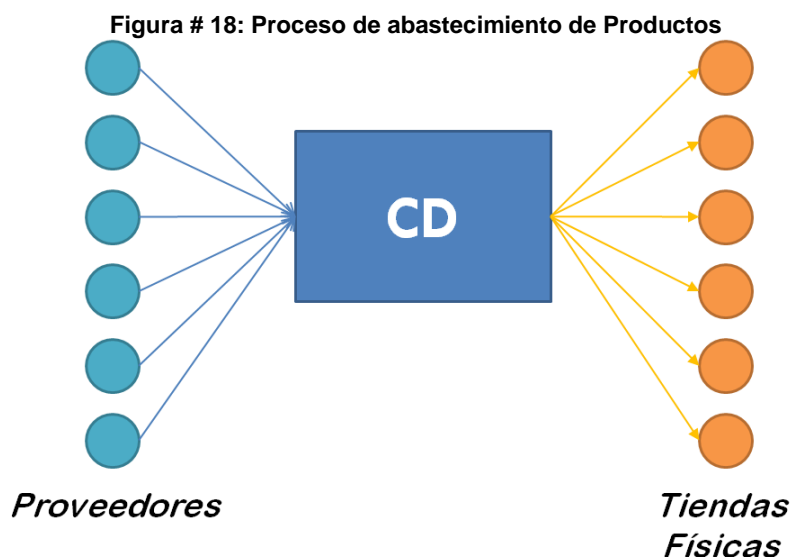 Figura # 18: Proceso de abastecimiento de Productos
CD
Proveedores
Tiendas
Físicas